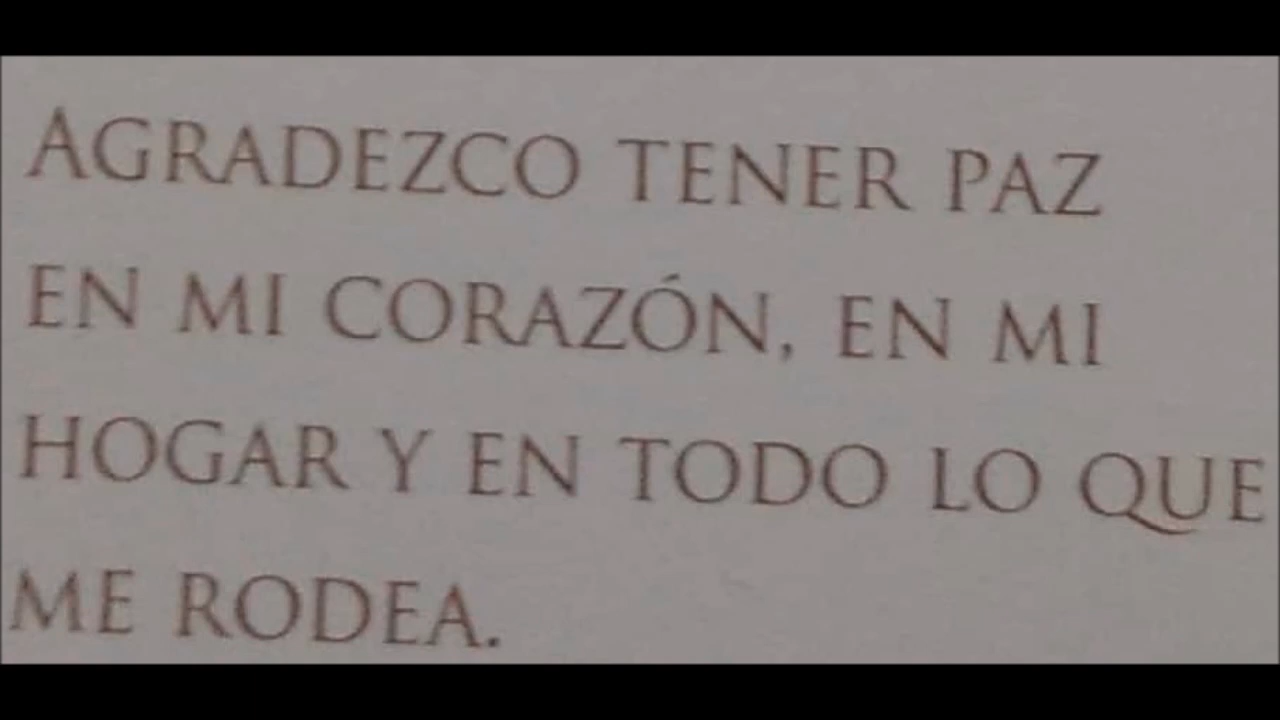 AGRADEZCO TENER PAZ
EN MI CORAZÓN, EN MI
HOGAR Y EN TODO LO QUE
ME RODEA.